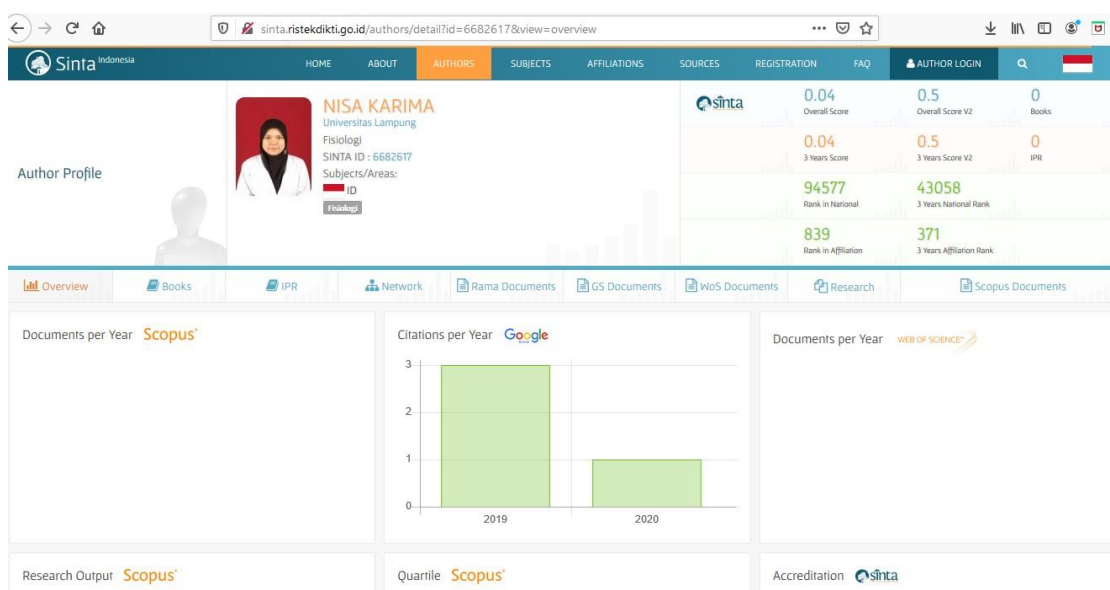 sinta.ristekdikti.go.id/authors/detail?id=6682617&view=overview
Sinta Indonesia
HOME ABOUT AUTHORS SUBJECTS AFFILIATIONS SOURCES REGISTRATION FAQ AUTHOR LOGIN
Author Profile
NISA KARIMA
Universitas Lampung
Fisiologi
SINTA ID : 6682617
Subjects/Areas:
ID
Fisiologi
sinta
0.04 0.5 0
Overall Score Overall Score V2 Books
0.04 0.5 0
3 Years Score 3 Years Score V2 IPR
94577 43058
Rank in National 3 Years National Rank
839 371
Rank in Affiliation 3 Years Affiliation Rank
Overview Books IPR Network Rama Documents GS Documents WoS Documents Research Scopus Documents
Documents per Year Scopus
Citations per Year Google
3
2
1
0
2019 2020
Documents per Year WEB OF SCIENCE
Research Output Scopus
Quartile Scopus
Accreditation sinta